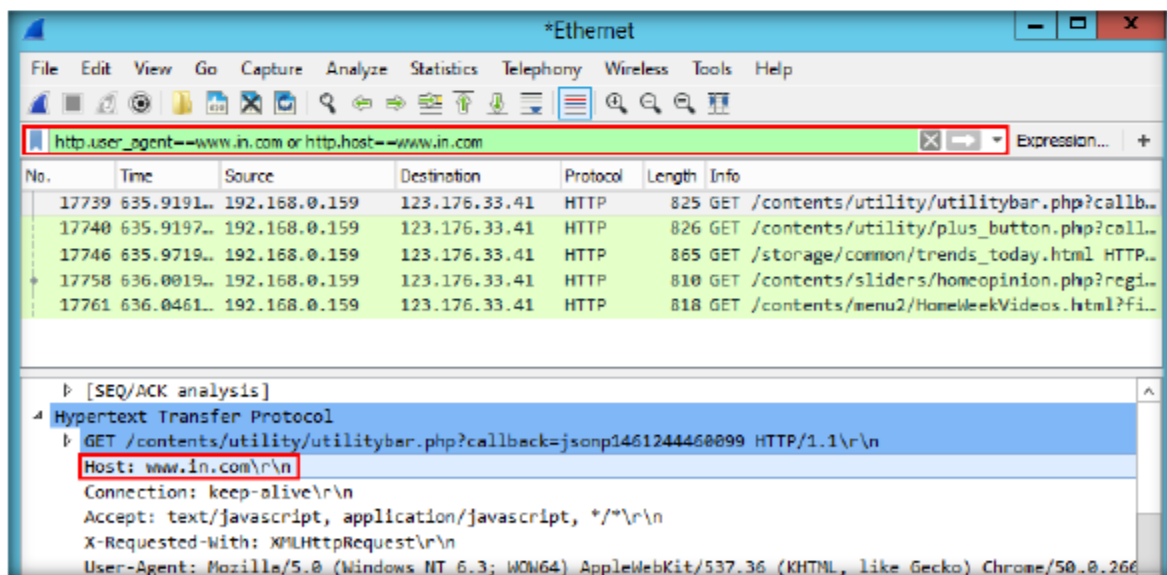 *Ethernet
File Edit View Go Capture Analyze Statistics Telephony Wireless Tools Help
http.user_agent==www.in.com or http.host==www.in.com Expression... +
No. Time Source Destination Protocol Length Info
17739 635.9191… 192.168.0.159 123.176.33.41 HTTP 825 GET /contents/utility/utilitybar.php?callb…
17740 635.9197… 192.168.0.159 123.176.33.41 HTTP 826 GET /contents/utility/plus_button.php?call…
17746 635.9719… 192.168.0.159 123.176.33.41 HTTP 865 GET /storage/common/trends_today.html HTTP…
17758 636.0019… 192.168.0.159 123.176.33.41 HTTP 810 GET /contents/sliders/homeopinion.php?regi…
17761 636.0461… 192.168.0.159 123.176.33.41 HTTP 818 GET /contents/menu2/HomeWeekVideos.html?fi…
[SEQ/ACK analysis]
Hypertext Transfer Protocol
GET /contents/utility/utilitybar.php?callback=jsonp1461244460099 HTTP/1.1\r\n
Host: www.in.com\r\n
Connection: keep-alive\r\n
Accept: text/javascript, application/javascript, */*\r\n
X-Requested-With: XMLHttpRequest\r\n
User-Agent: Mozilla/5.0 (Windows NT 6.3; WOW64) AppleWebKit/537.36 (KHTML, like Gecko) Chrome/50.0.266